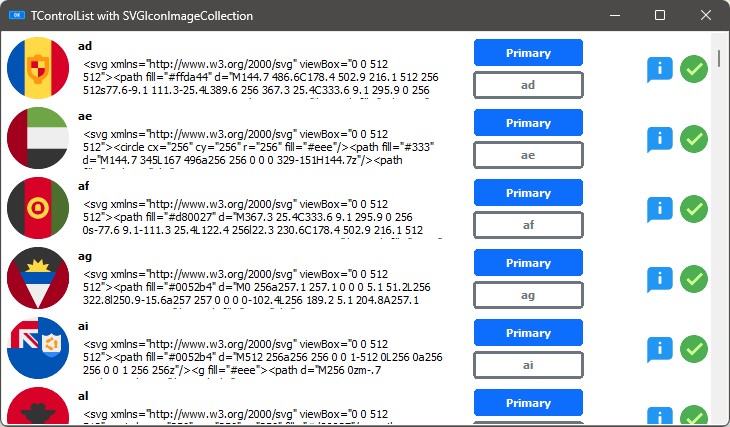 TControlList with SVGIconImageCollection
ad
<svg xmlns="http://www.w3.org/2000/svg" viewBox="0 0 512
512"><path fill="#ffda44" d="M144.7 486.6C178.4 502.9 216.1 512 256
512s77.6-9.1 111.3-25.4L389.6 256 367.3 25.4C333.6 9.1 295.9 0 256
Primary
ad
ae
<svg xmlns="http://www.w3.org/2000/svg" viewBox="0 0 512
512"><circle cx="256" cy="256" r="256" fill="#eee"/><path fill="#333"
d="M144.7 345L167 496a256 256 0 0 0 329-151H144.7z"/><path
Primary
ae
af
<svg xmlns="http://www.w3.org/2000/svg" viewBox="0 0 512
512"><path fill="#d80027" d="M367.3 25.4C333.6 9.1 295.9 0 256
0s-77.6 9.1-111.3 25.4L122.4 256l22.3 230.6C178.4 502.9 216.1 512
Primary
af
ag
<svg xmlns="http://www.w3.org/2000/svg" viewBox="0 0 512
512"><path fill="#0052b4" d="M0 256a257.1 257.1 0 0 0 5.1 51.2L256
322.8l250.9-15.6a257 257 0 0 0 0-102.4L256 189.2 5.1 204.8A257.1
Primary
ag
ai
<svg xmlns="http://www.w3.org/2000/svg" viewBox="0 0 512
512"><path fill="#0052b4" d="M512 256a256 256 0 0 1-512 0L256 0a256
256 0 0 1 256 256z"/><g fill="#eee"><path d="M256 0zm-.7
Primary
ai
al
<svg xmlns="http://www.w3.org/2000/svg" viewBox="0 0 512
Primary